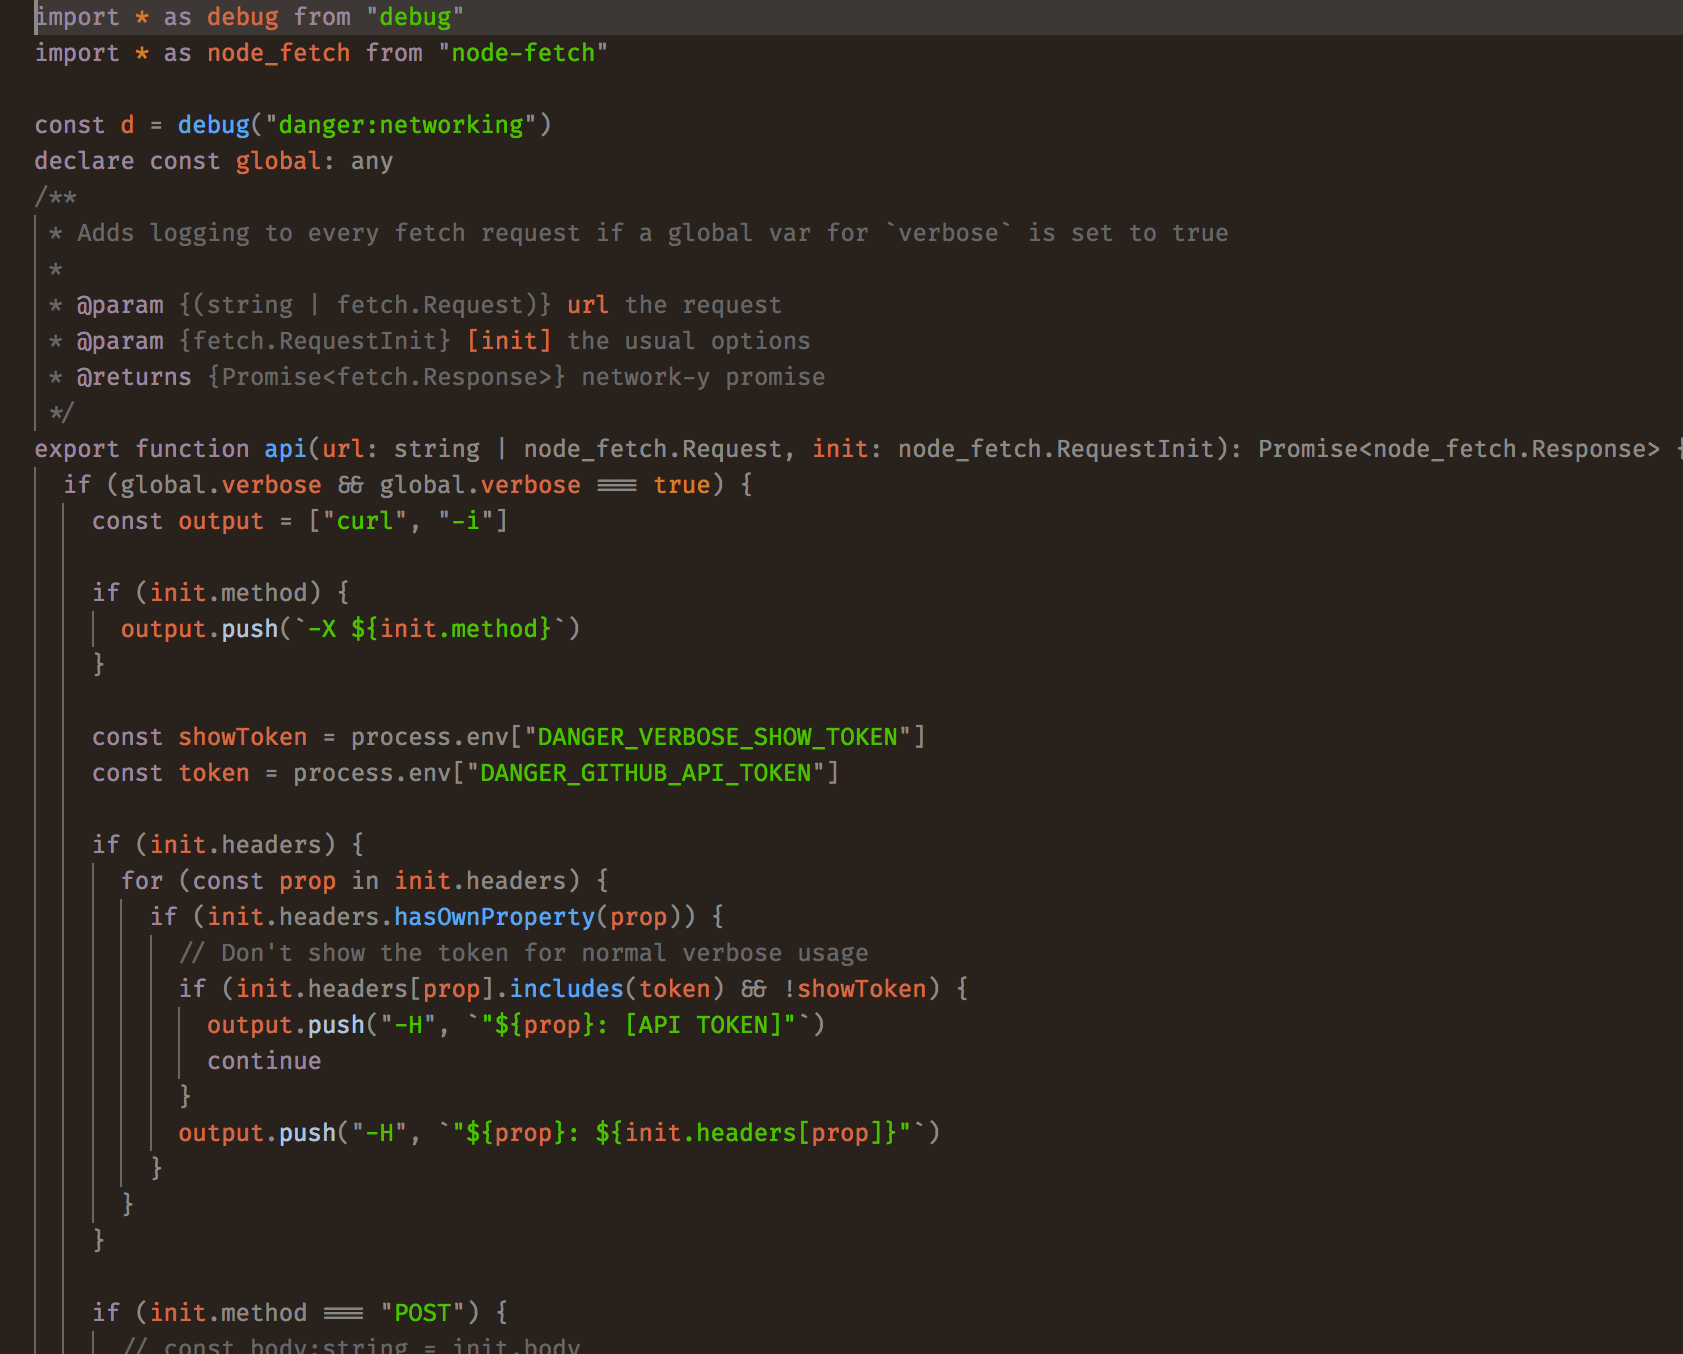 import * as debug from "debug"
import * as node_fetch from "node-fetch"

const d = debug("danger:networking")
declare const global: any
/**
 * Adds logging to every fetch request if a global var for `verbose` is set to true
 *
 * @param {(string | fetch.Request)} url the request
 * @param {fetch.RequestInit} [init] the usual options
 * @returns {Promise<fetch.Response>} network-y promise
 */
export function api(url: string | node_fetch.Request, init: node_fetch.RequestInit): Promise<node_fetch.Response> {
  if (global.verbose && global.verbose === true) {
    const output = ["curl", "-i"]

    if (init.method) {
      output.push(`-X ${init.method}`)
    }

    const showToken = process.env["DANGER_VERBOSE_SHOW_TOKEN"]
    const token = process.env["DANGER_GITHUB_API_TOKEN"]

    if (init.headers) {
      for (const prop in init.headers) {
        if (init.headers.hasOwnProperty(prop)) {
          // Don't show the token for normal verbose usage
          if (init.headers[prop].includes(token) && !showToken) {
            output.push("-H", `"${prop}: [API TOKEN]"`)
            continue
          }
          output.push("-H", `"${prop}: ${init.headers[prop]}"`)
        }
      }
    }

    if (init.method === "POST") {
      // const body:string = init.body